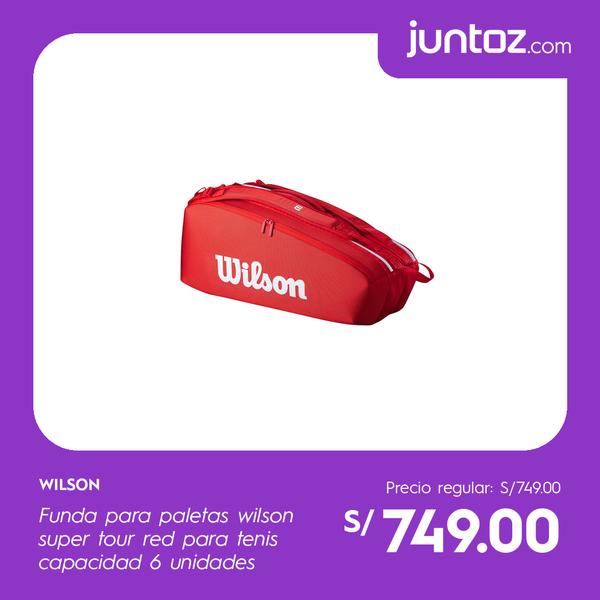 juntoz.com
Wilson
WILSON
Funda para paletas wilson
super tour red para tenis
capacidad 6 unidades
Precio regular: S/749.00
S/ 749.00